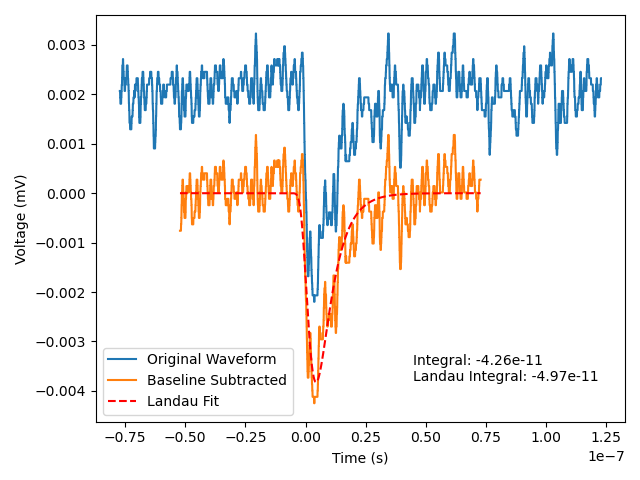 0.003
0.002
0.001
0.000
−0.001
−0.002
−0.003
−0.004
Voltage (mV)
Original Waveform
Baseline Subtracted
Landau Fit
Integral: -4.26e-11
Landau Integral: -4.97e-11
−0.75 −0.50 −0.25 0.00 0.25 0.50 0.75 1.00 1.25
Time (s)
1e−7